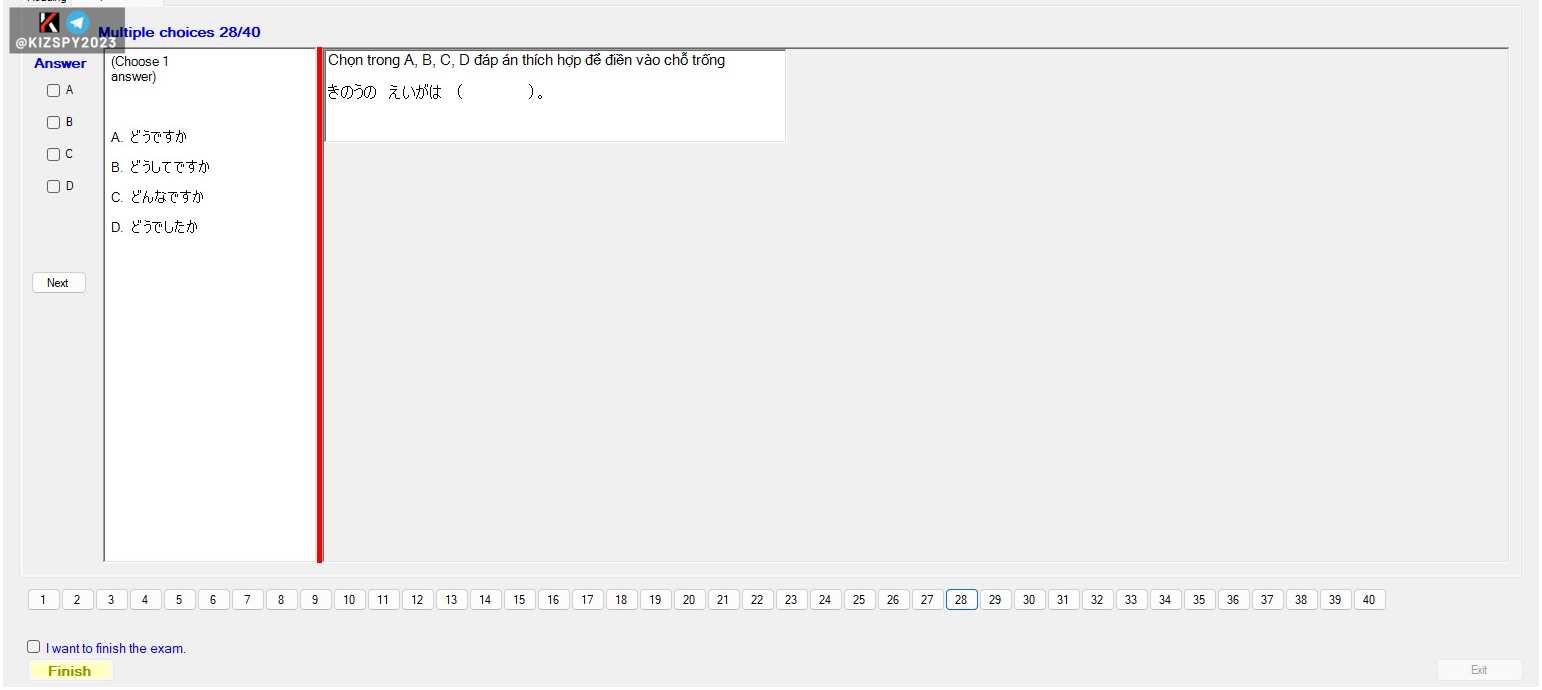 @KIZSPY2023
Multiple choices 28/40
Answer
A
B
C
D
Next
(Choose 1
answer)
A. どうですか
B. どうしてですか
C. どんなですか
D. どうでしたか
Chọn trong A, B, C, D đáp án thích hợp để điền vào chỗ trống
きのうの えいがは ( )。
1 2 3 4 5 6 7 8 9 10 11 12 13 14 15 16 17 18 19 20 21 22 23 24 25 26 27 28 29 30 31 32 33 34 35 36 37 38 39 40
I want to finish the exam.
Finish
Exit